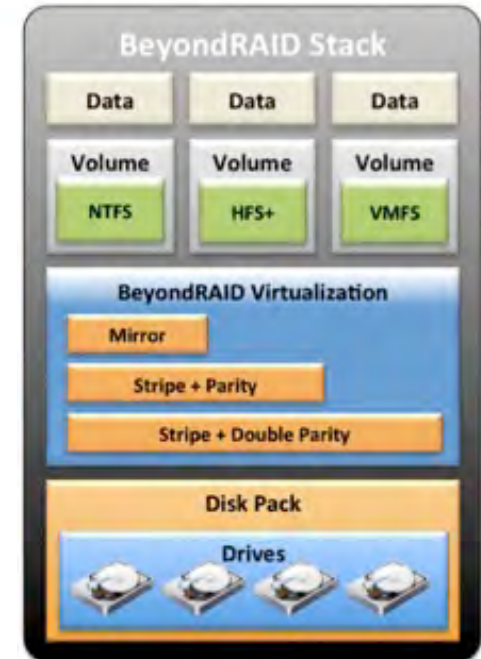 BeyondRAID Stack
Data Data Data
Volume Volume Volume
NTFS HFS+ VMFS
BeyondRAID Virtualization
Mirror
Stripe + Parity
Stripe + Double Parity
Disk Pack
Drives